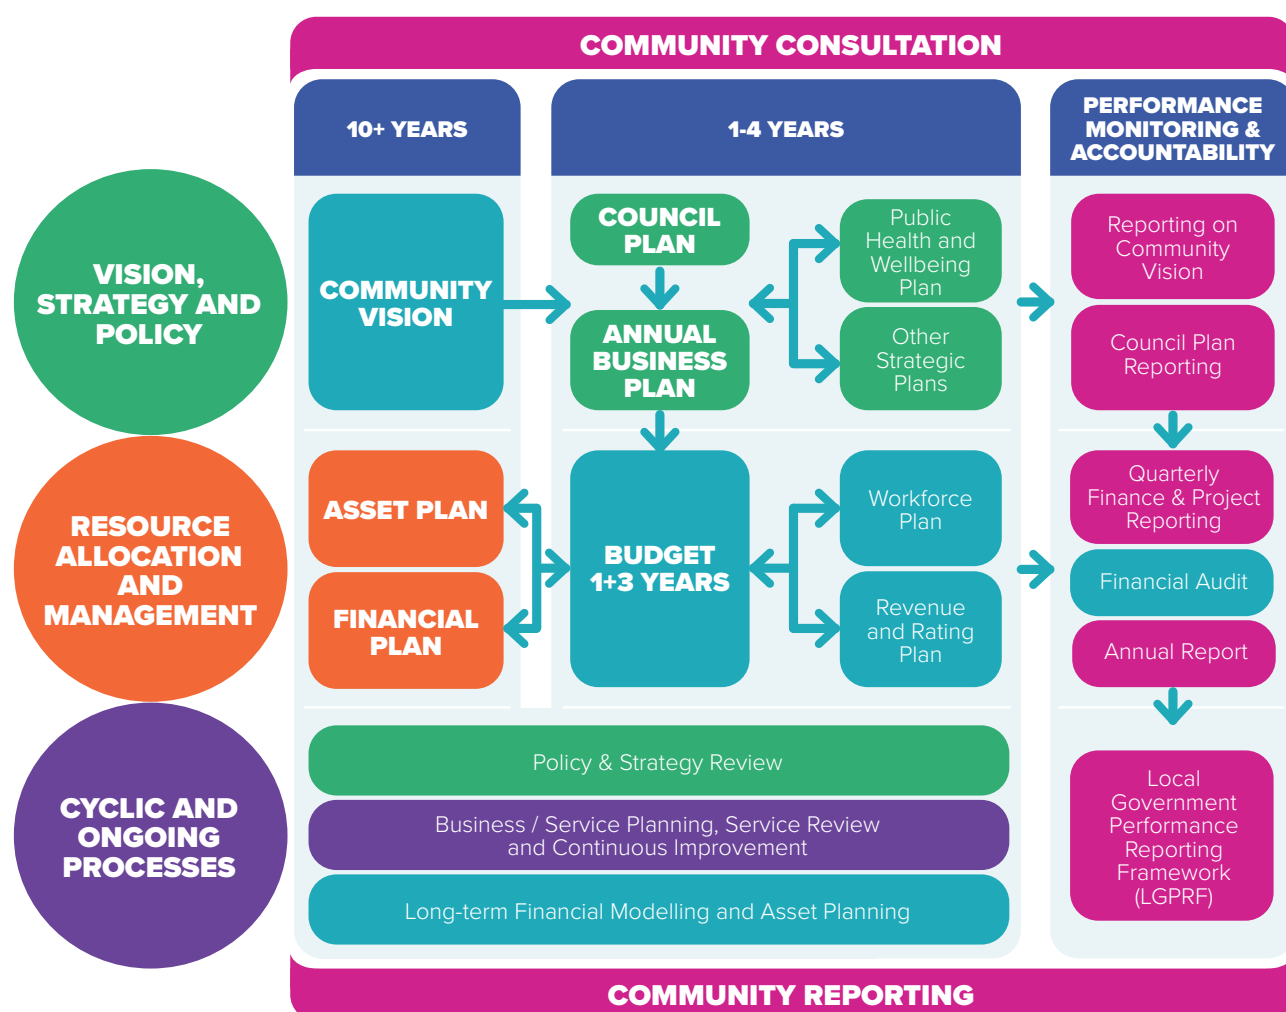 COMMUNITY CONSULTATION
10+ YEARS
1-4 YEARS
PERFORMANCE
MONITORING &
ACCOUNTABILITY
VISION,
STRATEGY AND
POLICY
COMMUNITY
VISION
COUNCIL
PLAN
ANNUAL
BUSINESS
PLAN
Public
Health and
Wellbeing
Plan
Other
Strategic
Plans
Reporting on
Community
Vision
Council Plan
Reporting
RESOURCE
ALLOCATION
AND
MANAGEMENT
ASSET PLAN
FINANCIAL
PLAN
BUDGET
1+3 YEARS
Workforce
Plan
Revenue
and Rating
Plan
Quarterly
Finance & Project
Reporting
Financial Audit
Annual Report
CYCLIC AND
ONGOING
PROCESSES
Policy & Strategy Review
Business / Service Planning, Service Review
and Continuous Improvement
Long-term Financial Modelling and Asset Planning
Local
Government
Performance
Reporting
Framework
(LGPRF)
COMMUNITY REPORTING